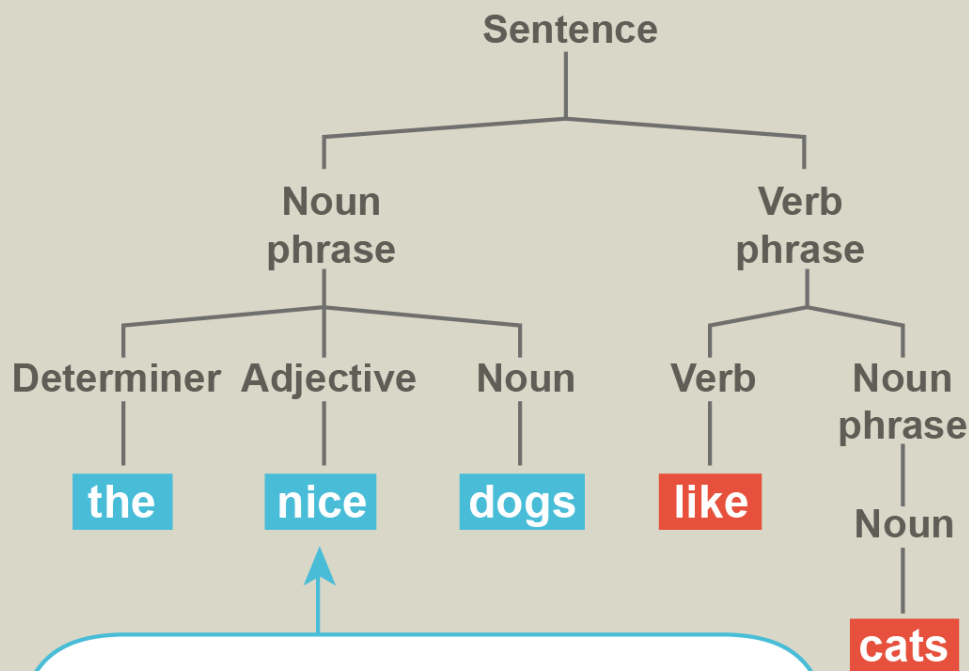 Sentence
Noun
phrase
Verb
phrase
Determiner
Adjective
Noun
Verb
Noun
phrase
the
nice
dogs
like
Noun
cats